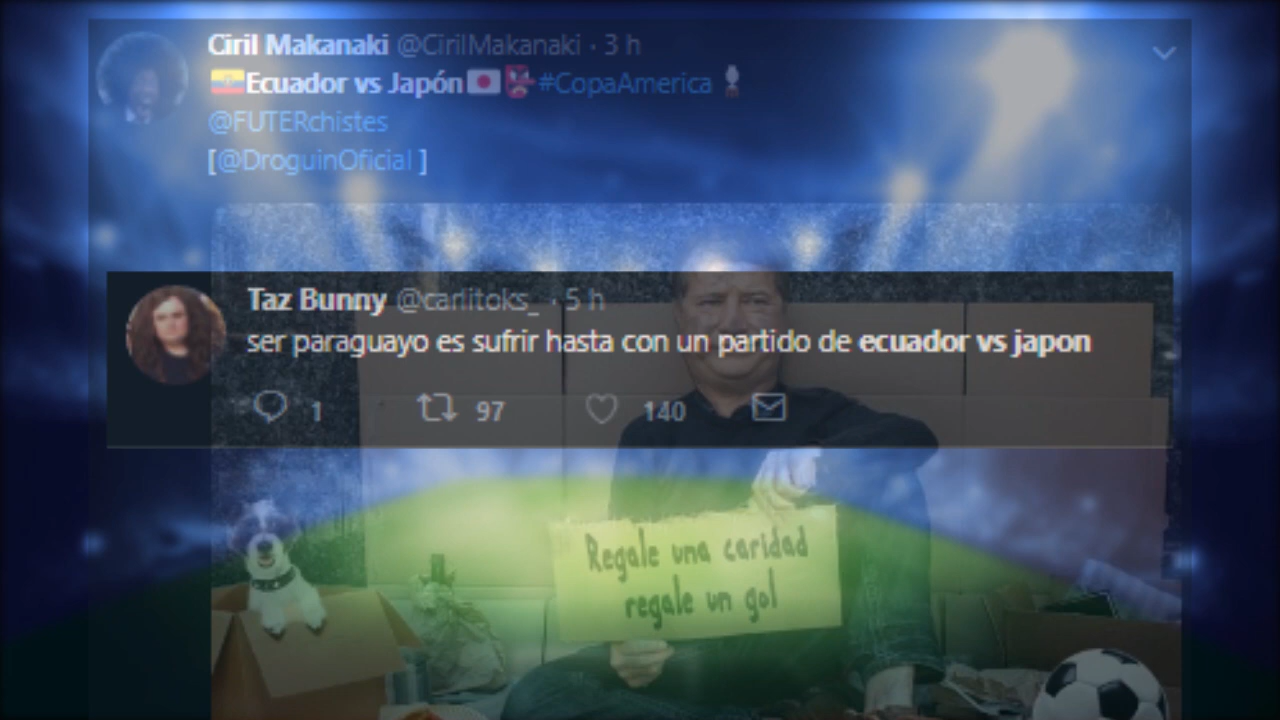 Ciril Makanaki @CirilMakanaki · 3 h
Ecuador vs Japón #CopaAmerica
@FUTERchistes
[@DroguinOficial ]
Taz Bunny @carlitoks_ · 5 h
ser paraguayo es sufrir hasta con un partido de ecuador vs japon
1 97 140
Regale una caridad
regale un gol